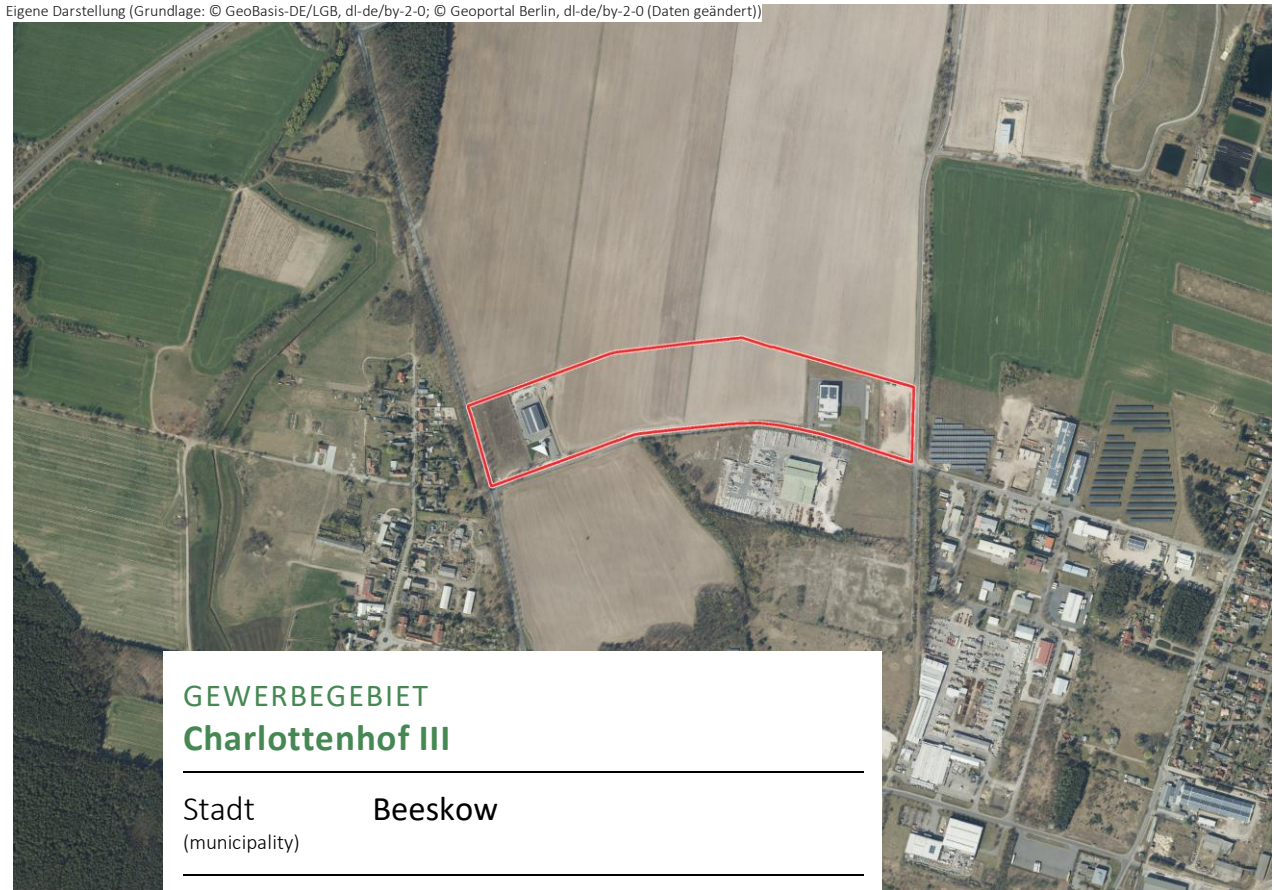 Eigene Darstellung (Grundlage: © GeoBasis-DE/LGB, dl-de/by-2-0; © Geoportal Berlin, dl-de/by-2-0 (Daten geändert))
GEWERBEGEBIET
Charlottenhof III
Stadt Beeskow
(municipality)